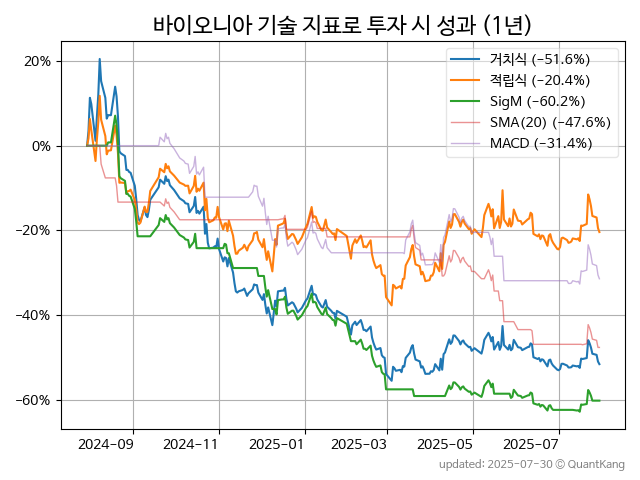 바이오니아 기술 지표로 투자 시 성과 (1년)
거치식 (−51.6%)
적립식 (−20.4%)
SigM (−60.2%)
SMA(20) (−47.6%)
MACD (−31.4%)
20%
0%
−20%
−40%
−60%
2024-09 2024-11 2025-01 2025-03 2025-05 2025-07
updated: 2025-07-30 © QuantKang